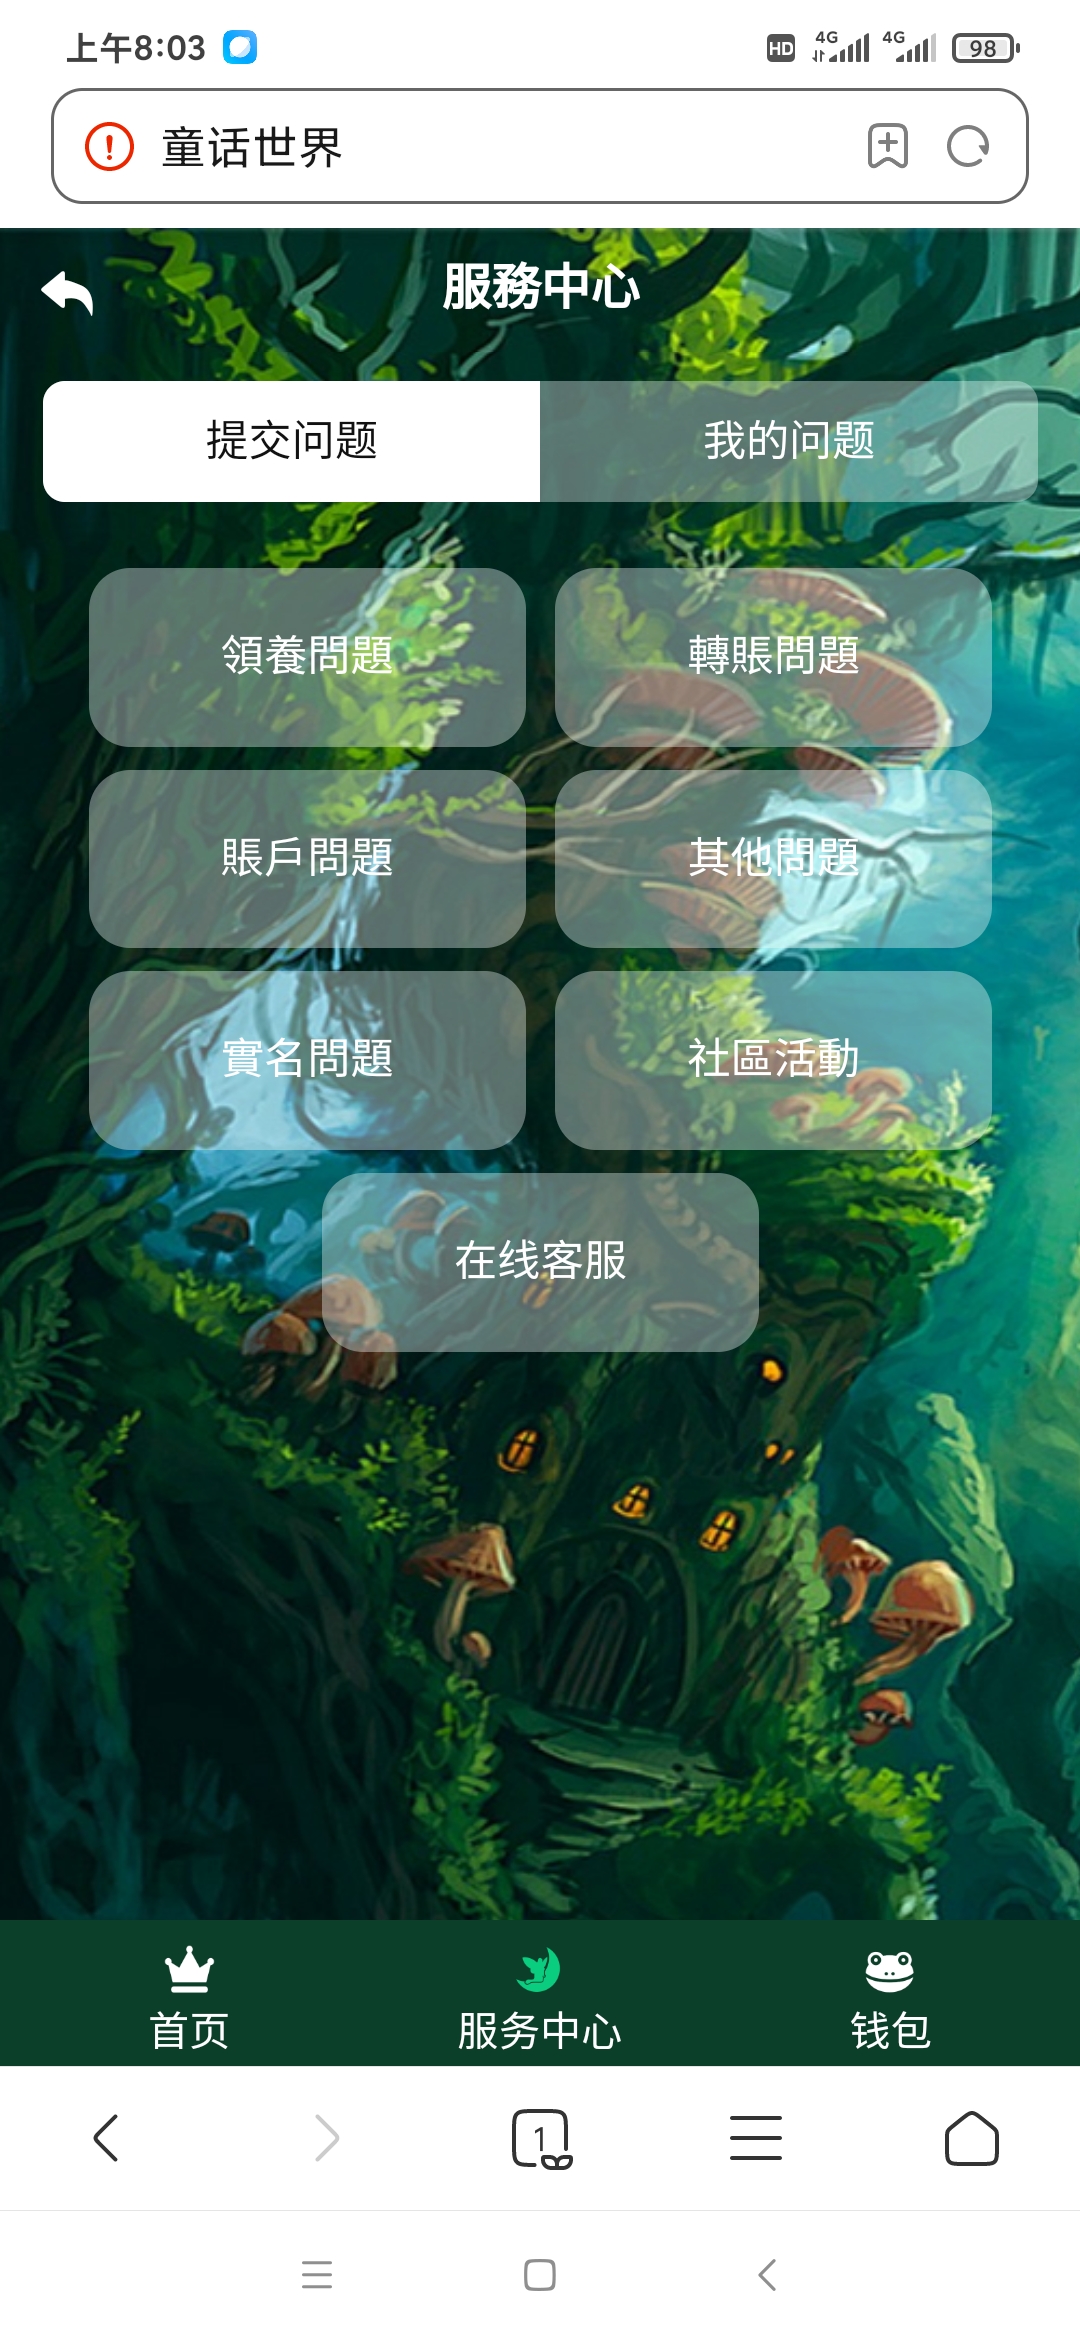 上午8:03
HD 4G 4G 98
童话世界
服務中心
提交问题 我的问题
領養問題 轉賬問題
賬戶問題 其他問題
實名問題 社區活動
在线客服
首页 服务中心 钱包
1